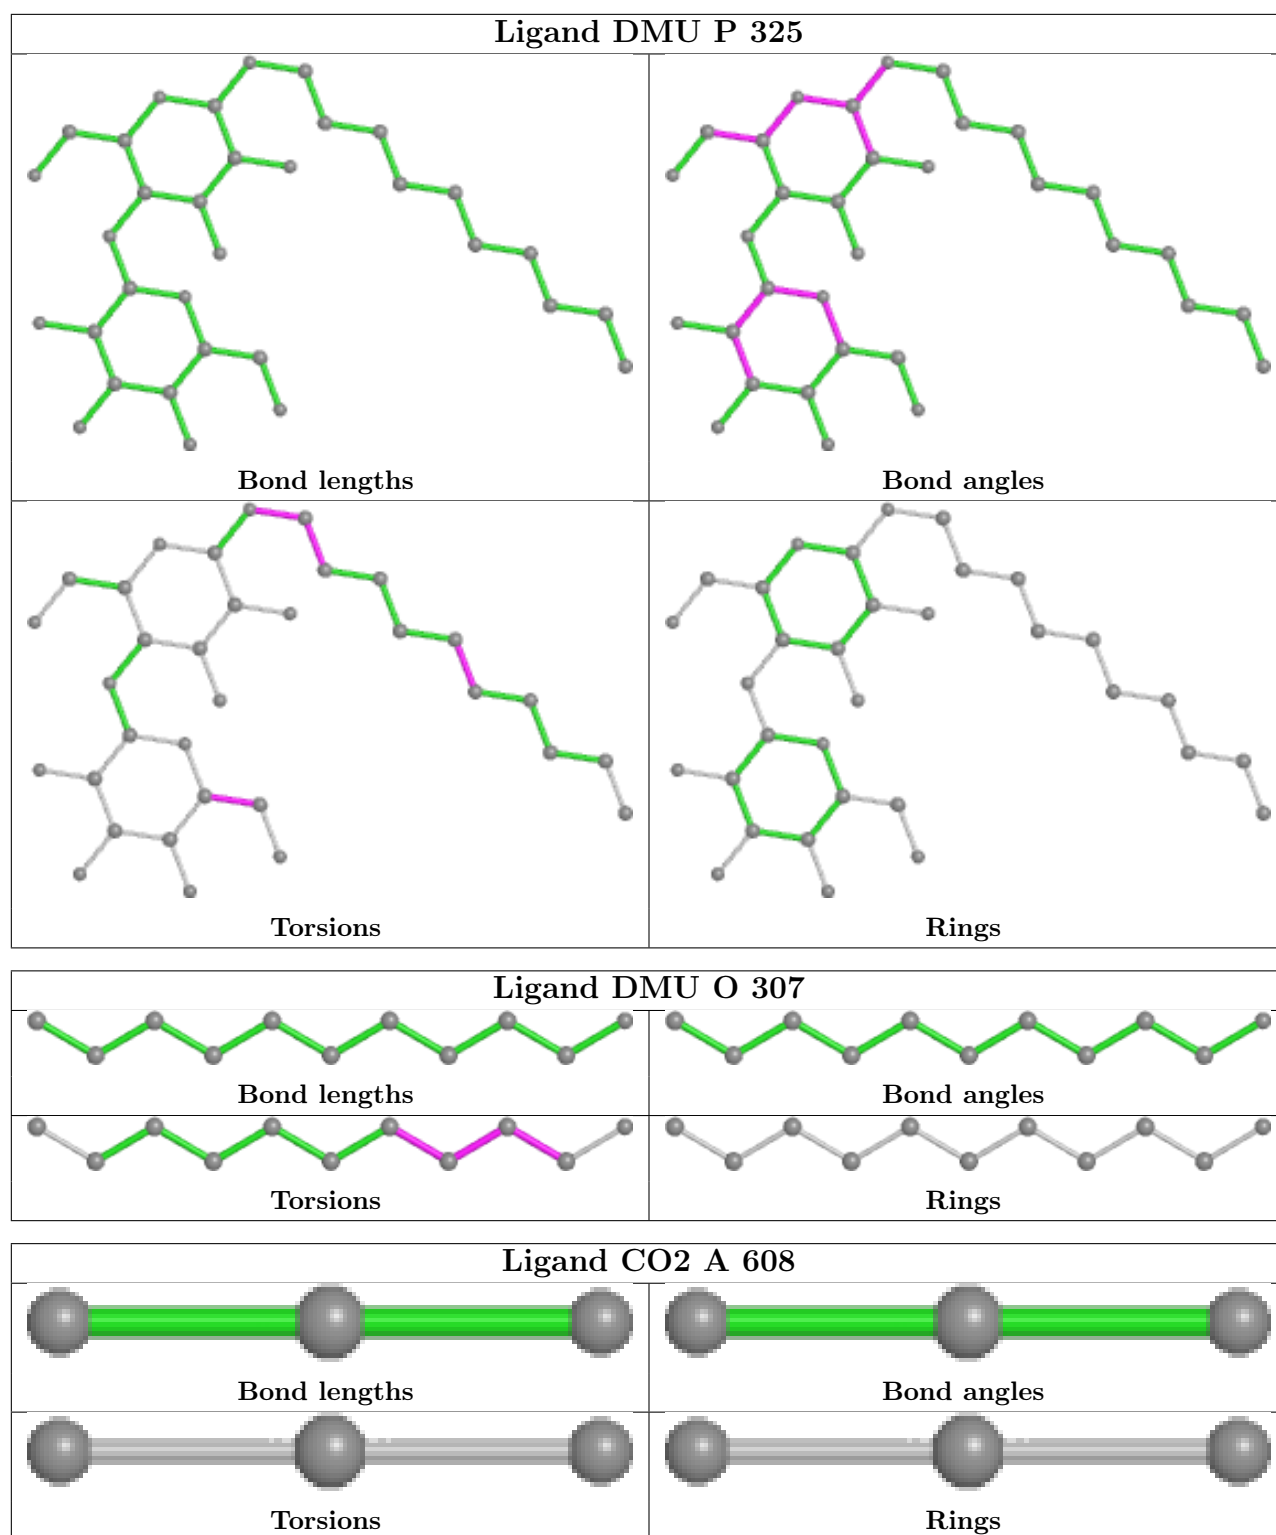 Ligand DMU P 325
Bond lengths
Bond angles
Torsions
Rings
Ligand DMU O 307
Bond lengths
Bond angles
Torsions
Rings
Ligand CO2 A 608
Bond lengths
Bond angles
Torsions
Rings